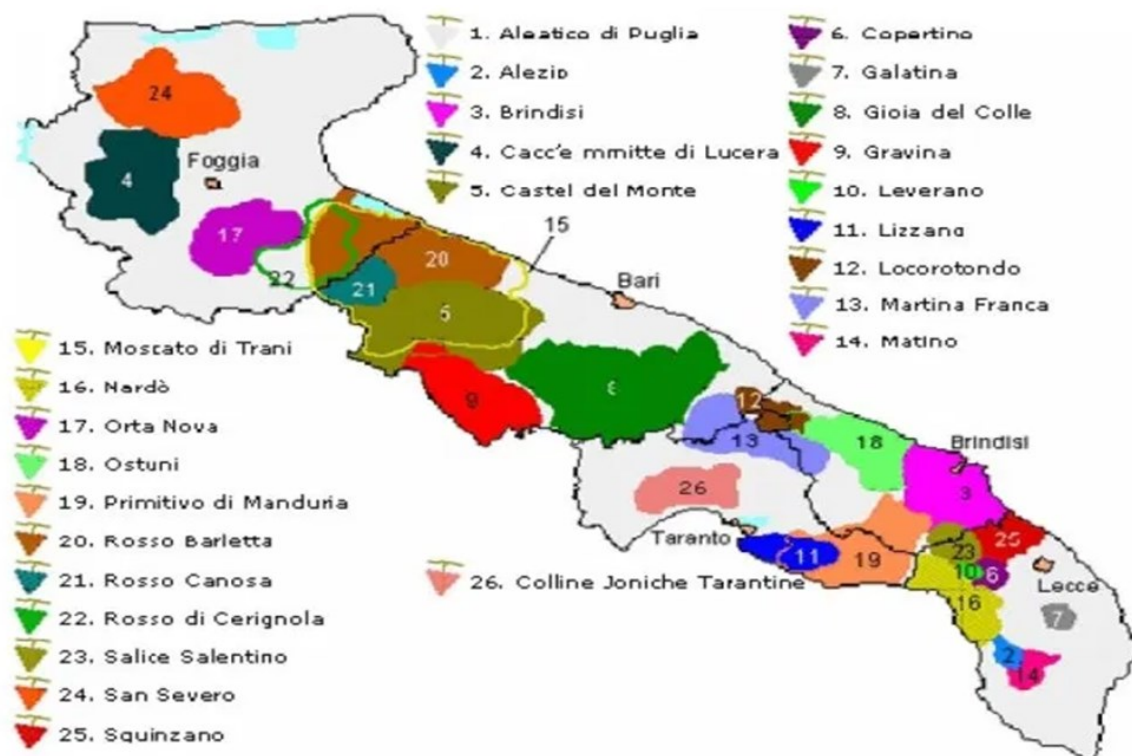 1. Aleatico di Puglia
2. Alezio
3. Brindisi
4. Cacc'e mmitte di Lucera
5. Castel del Monte
6. Copertino
7. Galatina
8. Gioia del Colle
9. Gravina
10. Leverano
11. Lizzano
12. Locorotondo
13. Martina Franca
14. Matino
15. Moscato di Trani
16. Nardò
17. Orta Nova
18. Ostuni
19. Primitivo di Manduria
20. Rosso Barletta
21. Rosso Canosa
22. Rosso di Cerignola
23. Salice Salentino
24. San Severo
25. Squinzano
26. Colline Joniche Tarantine
24
Foggia
4
17
22
20
15
21
5
Bari
9
8
12
13
18
Brindisi
3
26
Taranto
11
19
23
25
10
6
Lecce
16
7
2
14